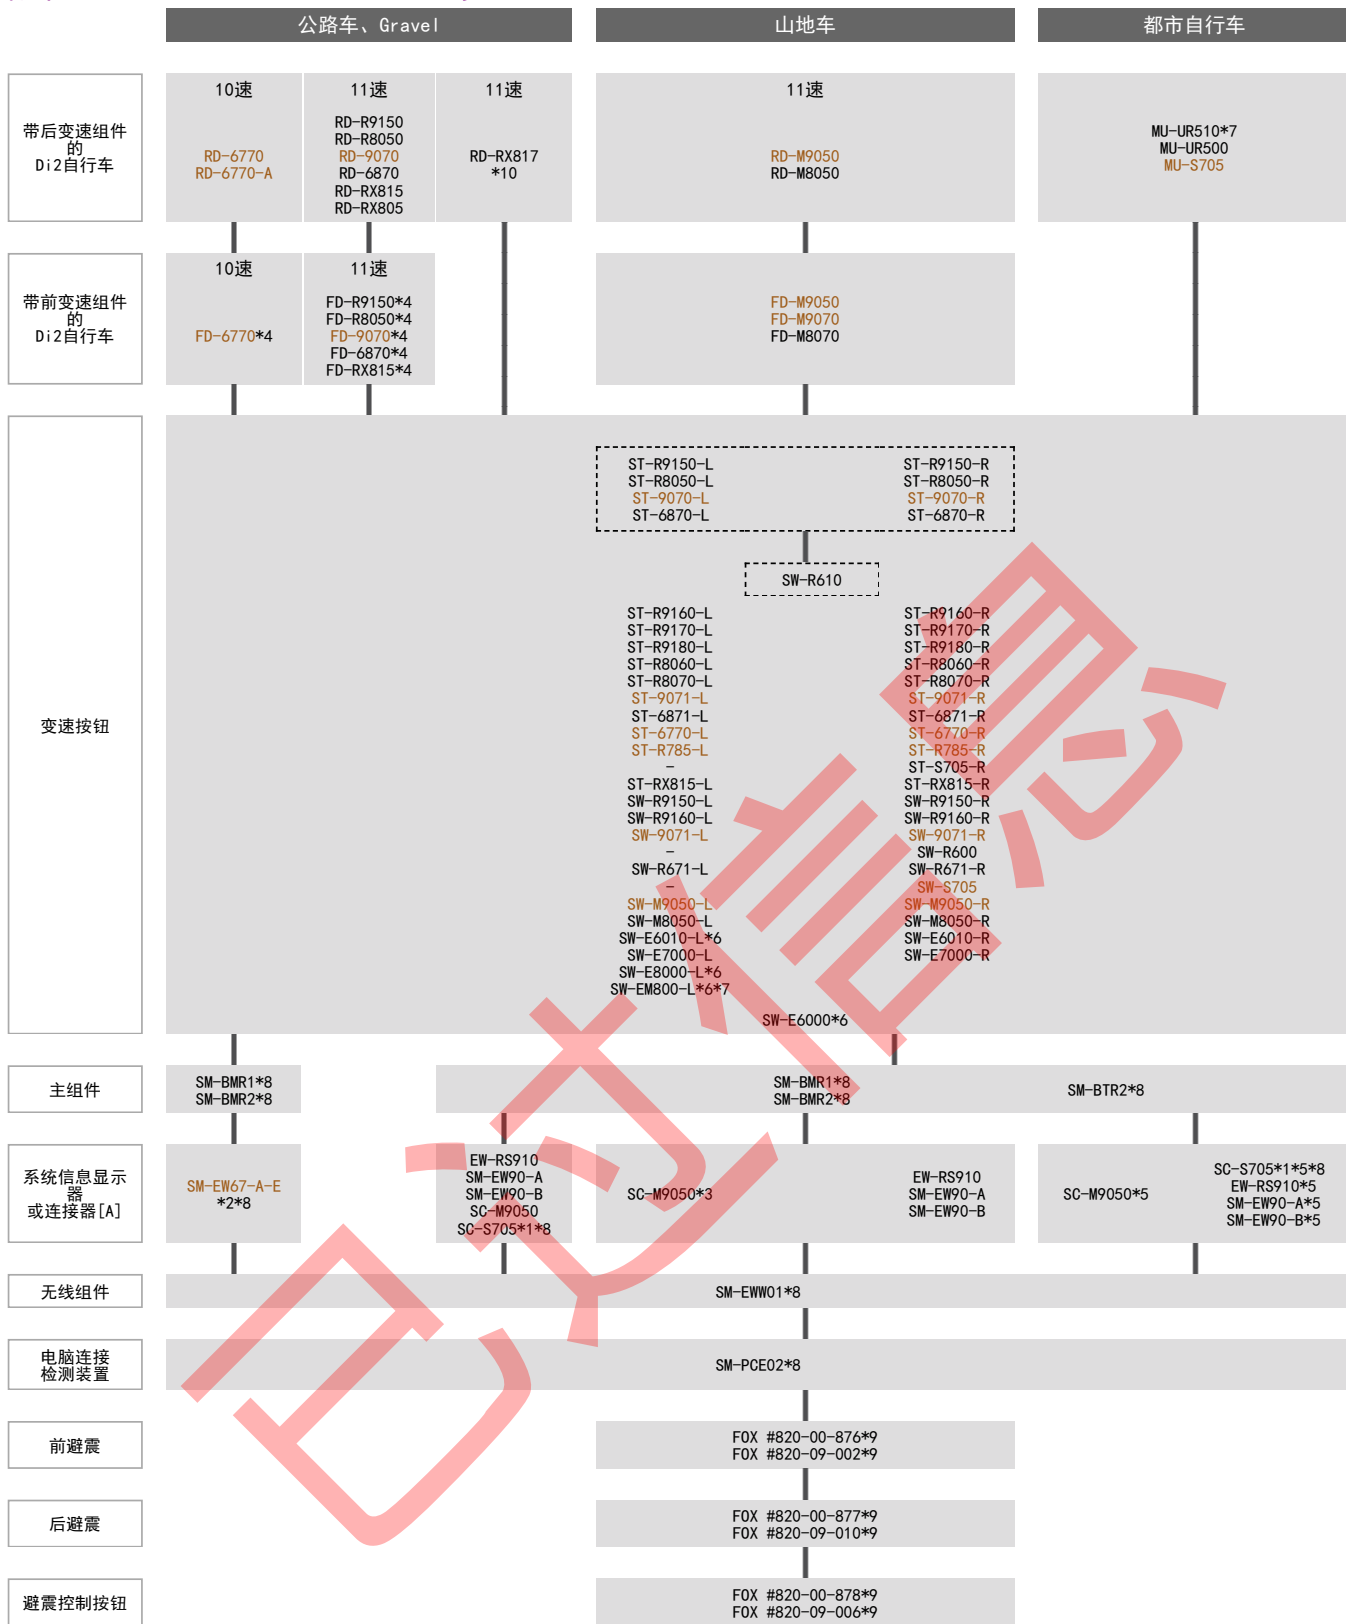 公路车、Gravel
山地车
都市自行车
带后变速组件
的
Di2自行车
10速
RD-6770
RD-6770-A
11速
RD-R9150
RD-R8050
RD-9070
RD-6870
RD-RX815
RD-RX805
11速
RD-RX817
*10
11速
RD-M9050
RD-M8050
MU-UR510*7
MU-UR500
MU-S705
带前变速组件
的
Di2自行车
10速
FD-6770*4
11速
FD-R9150*4
FD-R8050*4
FD-9070*4
FD-6870*4
FD-RX815*4
FD-M9050
FD-M9070
FD-M8070
变速按钮
ST-R9150-L ST-R9150-R
ST-R8050-L ST-R8050-R
ST-9070-L ST-9070-R
ST-6870-L ST-6870-R
SW-R610
ST-R9160-L ST-R9160-R
ST-R9170-L ST-R9170-R
ST-R9180-L ST-R9180-R
ST-R8060-L ST-R8060-R
ST-R8070-L ST-R8070-R
ST-9071-L ST-9071-R
ST-6871-L ST-6871-R
ST-6770-L ST-6770-R
ST-R785-L ST-R785-R
- ST-S705-R
ST-RX815-L ST-RX815-R
SW-R9150-L SW-R9150-R
SW-R9160-L SW-R9160-R
SW-9071-L SW-9071-R
- SW-R600
SW-R671-L SW-R671-R
- SW-S705
SW-M9050-L SW-M9050-R
SW-M8050-L SW-M8050-R
SW-E6010-L*6 SW-E6010-R
SW-E7000-L SW-E7000-R
SW-E8000-L*6
SW-EM800-L*6*7
SW-E6000*6
主组件
SM-BMR1*8
SM-BMR2*8
SM-BMR1*8
SM-BMR2*8
SM-BTR2*8
系统信息显示
器
或连接器[A]
SM-EW67-A-E
*2*8
EW-RS910
SM-EW90-A
SM-EW90-B
SC-M9050
SC-S705*1*8
SC-M9050*3
EW-RS910
SM-EW90-A
SM-EW90-B
SC-M9050*5
SC-S705*1*5*8
EW-RS910*5
SM-EW90-A*5
SM-EW90-B*5
无线组件
SM-EWW01*8
电脑连接
检测装置
SM-PCE02*8
前避震
FOX #820-00-876*9
FOX #820-09-002*9
后避震
FOX #820-00-877*9
FOX #820-09-010*9
避震控制按钮
FOX #820-00-878*9
FOX #820-09-006*9
已过信息